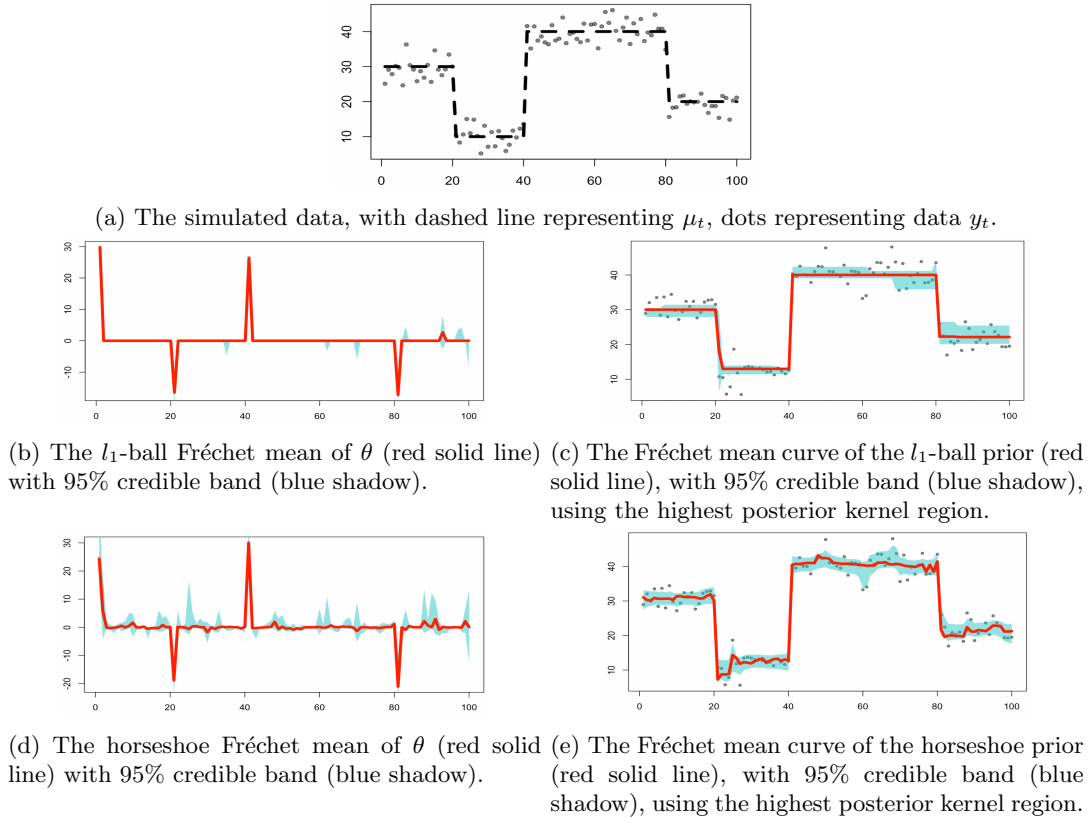 40
30
20
10
0 20 40 60 80 100
(a) The simulated data, with dashed line representing μt, dots representing data yt.
30
20
10
0
-10
0 20 40 60 80 100
40
30
20
10
0 20 40 60 80 100
(b) The l1-ball Fréchet mean of θ (red solid line)
with 95% credible band (blue shadow).
(c) The Fréchet mean curve of the l1-ball prior (red
solid line), with 95% credible band (blue shadow),
using the highest posterior kernel region.
30
20
10
0
-10
-20
0 20 40 60 80 100
40
30
20
10
0 20 40 60 80 100
(d) The horseshoe Fréchet mean of θ (red solid
line) with 95% credible band (blue shadow).
(e) The Fréchet mean curve of the horseshoe prior
(red solid line), with 95% credible band (blue
shadow), using the highest posterior kernel region.